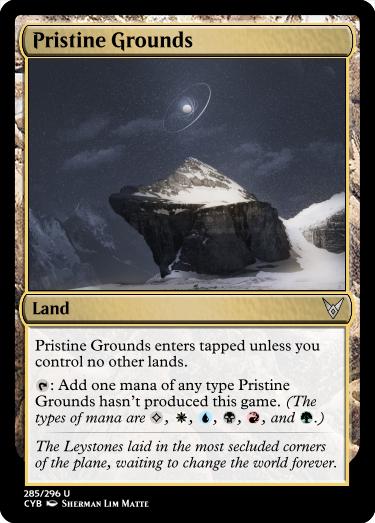 Pristine Grounds
Land
Pristine Grounds enters tapped unless you
control no other lands.
: Add one mana of any type Pristine
Grounds hasn't produced this game. (The
types of mana are , , , , , and .)
The Leystones laid in the most secluded corners
of the plane, waiting to change the world forever.
285/296 U
CYB Sherman Lim Matte